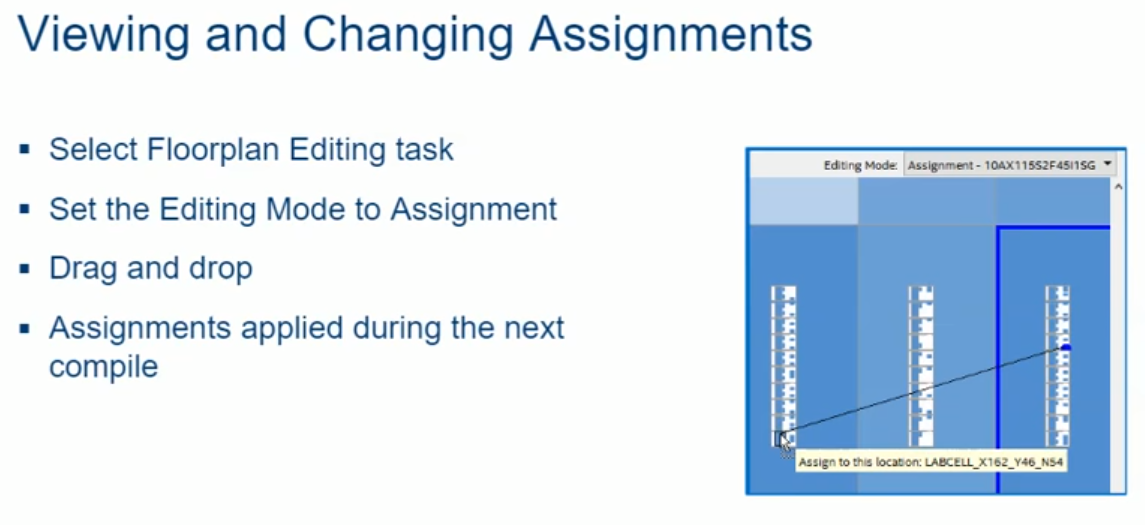 Viewing and Changing Assignments
▪ Select Floorplan Editing task
▪ Set the Editing Mode to Assignment
▪ Drag and drop
▪ Assignments applied during the next
compile
Editing Mode: Assignment - 10AX115S2F45I1SG
Assign to this location: LABCELL_X162_Y46_N54